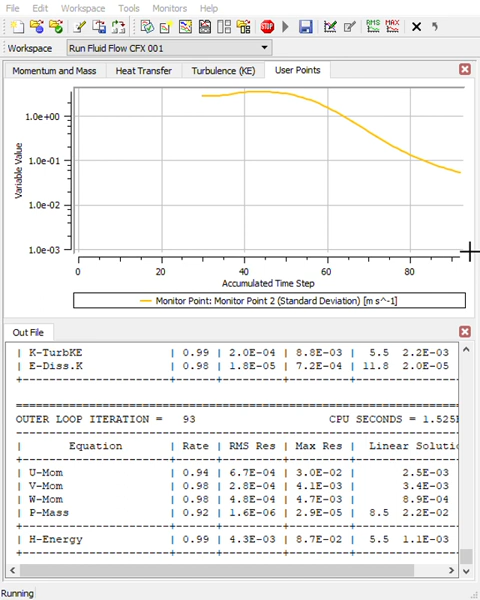 File Edit Workspace Tools Monitors Help
RMS MAX
STOP
Workspace Run Fluid Flow CFX 001
Momentum and Mass Heat Transfer Turbulence (KE) User Points
Variable Value
1.0e+00
1.0e-01
1.0e-02
1.0e-03
0 20 40 60 80
Accumulated Time Step
Monitor Point: Monitor Point 2 (Standard Deviation) [m s^-1]
Out File
| K-TurbKE | 0.99 | 2.0E-04 | 8.8E-03 | 5.5 2.2E-03
| E-Diss.K | 0.98 | 1.8E-05 | 7.2E-04 | 11.8 2.0E-05
+----------------------+------+---------+---------+------------------
======================================================================
OUTER LOOP ITERATION = 93 CPU SECONDS = 1.525
----------------------------------------------------------------------
| Equation | Rate | RMS Res | Max Res | Linear Soluti
+----------------------+------+---------+---------+------------------
| U-Mom | 0.94 | 6.7E-04 | 3.0E-02 | 2.5E-03
| V-Mom | 0.98 | 2.8E-04 | 4.1E-03 | 3.4E-03
| W-Mom | 0.98 | 4.8E-04 | 4.7E-03 | 8.9E-04
| P-Mass | 0.92 | 1.6E-06 | 2.9E-05 | 8.5 2.2E-02
+----------------------+------+---------+---------+------------------
| H-Energy | 0.99 | 4.3E-03 | 8.7E-02 | 5.5 1.1E-03
+----------------------+------+---------+---------+------------------
Running